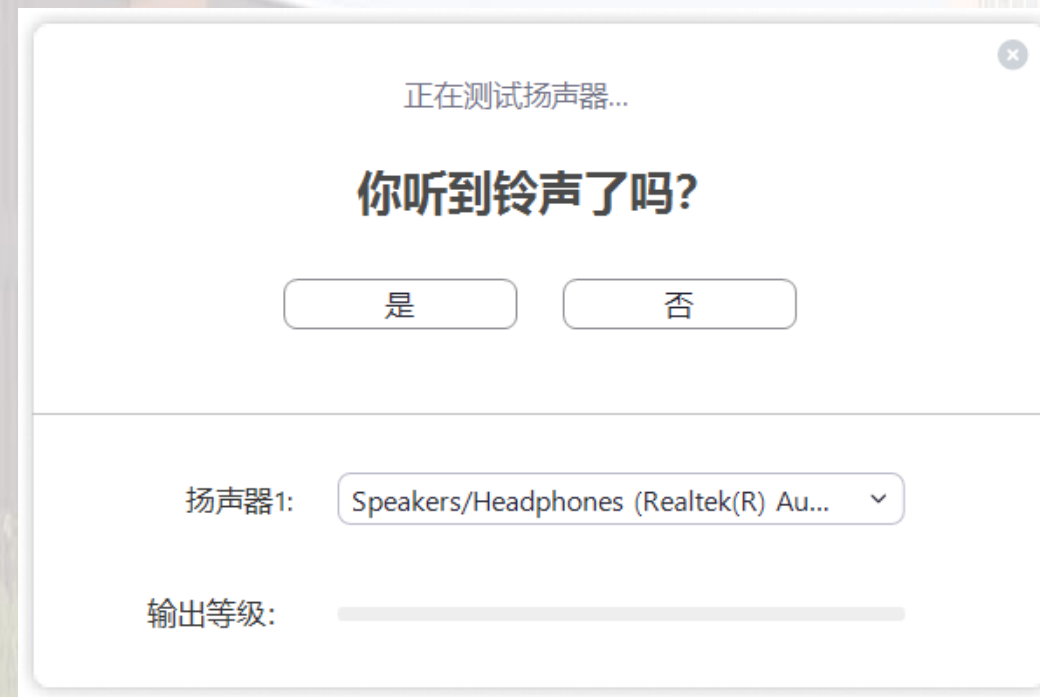 正在测试扬声器...
你听到铃声了吗?
是
否
扬声器1:
Speakers/Headphones (Realtek(R) Au...
输出等级: